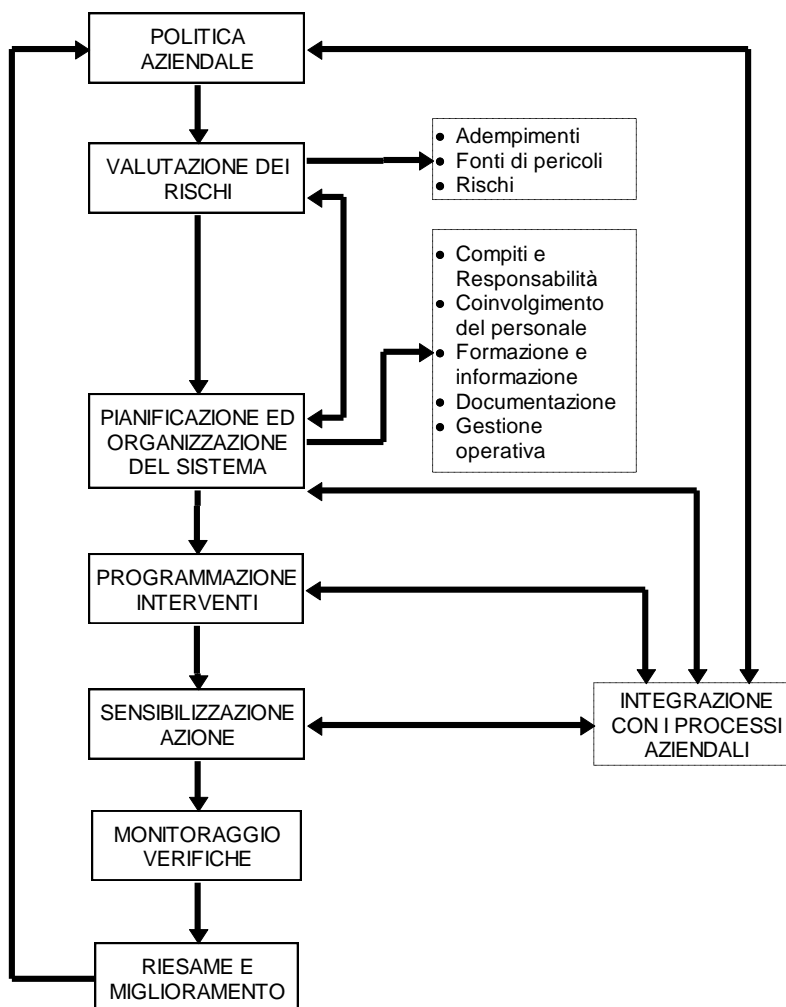 POLITICA
AZIENDALE
VALUTAZIONE DEI
RISCHI
• Adempimenti
• Fonti di pericoli
• Rischi
• Compiti e
Responsabilità
• Coinvolgimento
del personale
• Formazione e
informazione
• Documentazione
• Gestione
operativa
PIANIFICAZIONE ED
ORGANIZZAZIONE
DEL SISTEMA
PROGRAMMAZIONE
INTERVENTI
SENSIBILIZZAZIONE
AZIONE
INTEGRAZIONE
CON I PROCESSI
AZIENDALI
MONITORAGGIO
VERIFICHE
RIESAME E
MIGLIORAMENTO